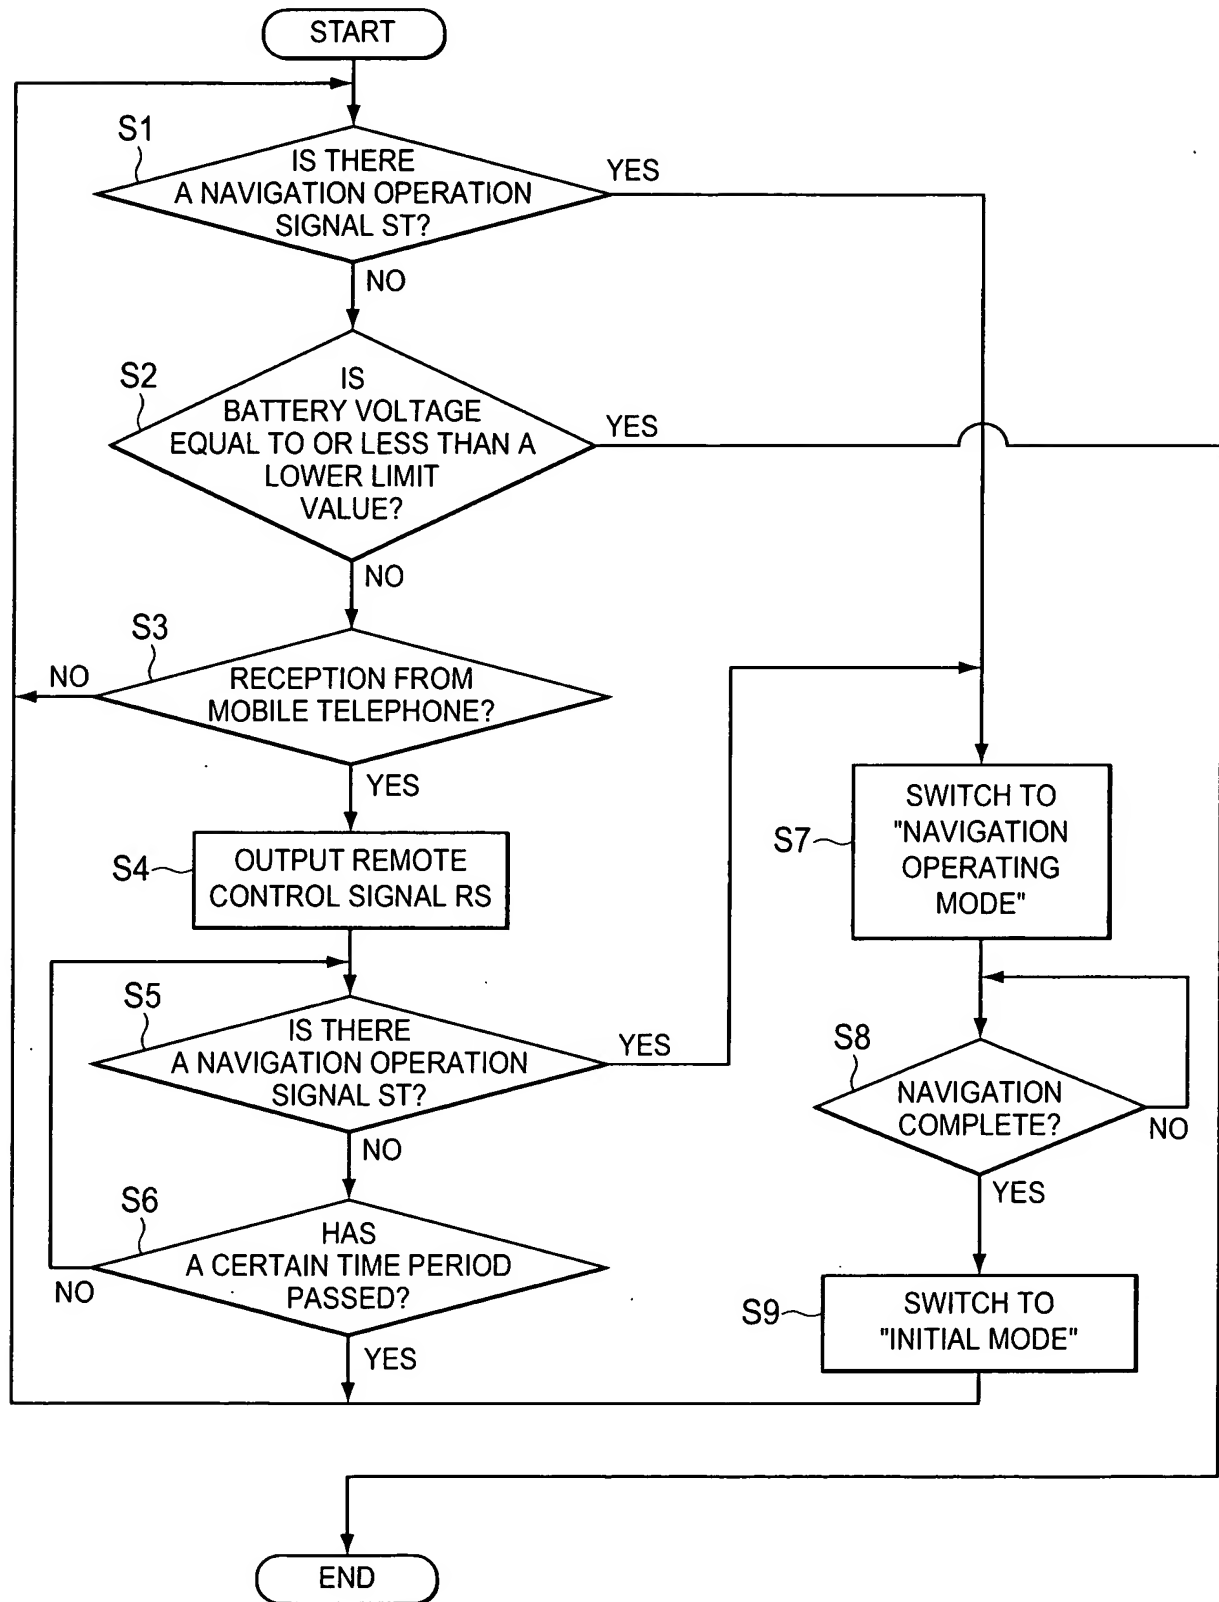 START
S1
IS THERE
A NAVIGATION OPERATION
SIGNAL ST?
YES
NO
S2
IS
BATTERY VOLTAGE
EQUAL TO OR LESS THAN A
LOWER LIMIT
VALUE?
YES
NO
S3
RECEPTION FROM
MOBILE TELEPHONE?
NO
YES
S4
OUTPUT REMOTE
CONTROL SIGNAL RS
S5
IS THERE
A NAVIGATION OPERATION
SIGNAL ST?
YES
NO
S6
HAS
A CERTAIN TIME PERIOD
PASSED?
NO
YES
S7
SWITCH TO
"NAVIGATION
OPERATING
MODE"
S8
NAVIGATION
COMPLETE?
NO
YES
S9
SWITCH TO
"INITIAL MODE"
END